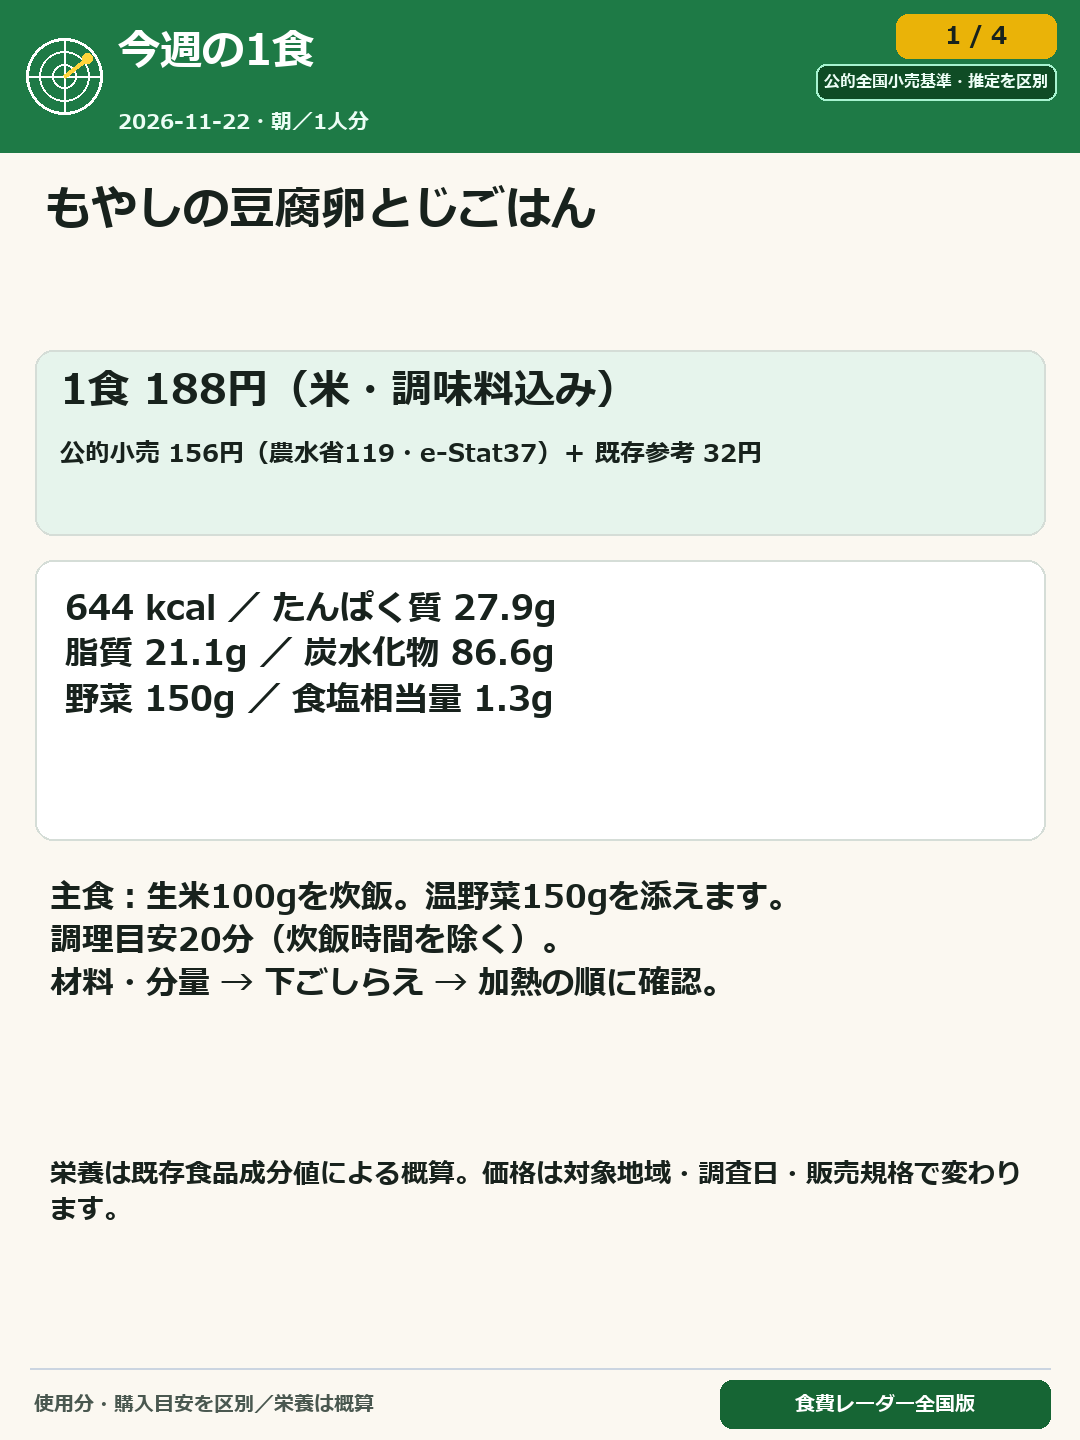 今週の1食
2026-11-22・朝／1人分
1 / 4
公的全国小売基準・推定を区別
もやしの豆腐卵とじごはん
1食 188円（米・調味料込み）
公的小売 156円（農水省119・e-Stat37）＋ 既存参考 32円
644 kcal ／ たんぱく質 27.9g
脂質 21.1g ／ 炭水化物 86.6g
野菜 150g ／ 食塩相当量 1.3g
主食：生米100gを炊飯。温野菜150gを添えます。
調理目安20分（炊飯時間を除く）。
材料・分量 → 下ごしらえ → 加熱の順に確認。
栄養は既存食品成分値による概算。価格は対象地域・調査日・販売規格で変わり
ます。
使用分・購入目安を区別／栄養は概算
食費レーダー全国版